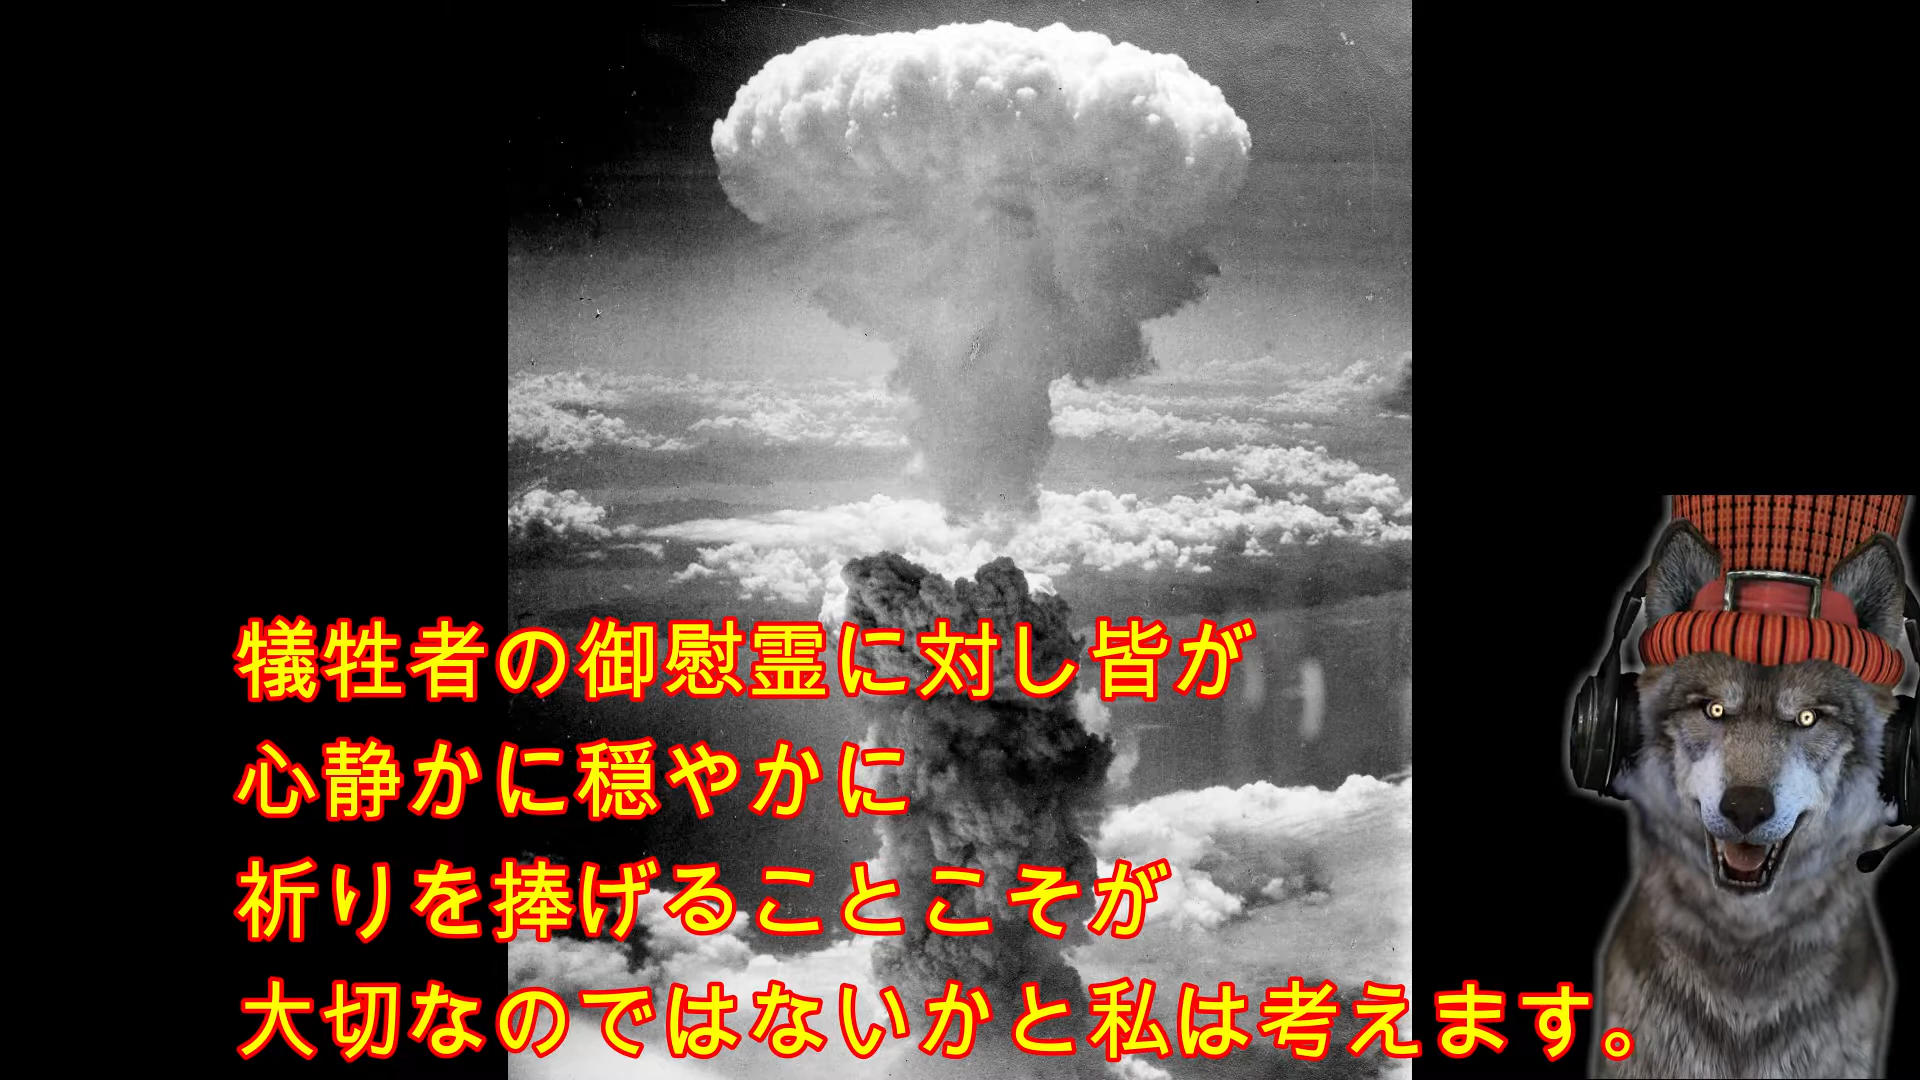 犠牲者の御慰霊に対し皆が
心静かに穏やかに
祈りを捧げることこそが
大切なのではないかと私は考えます。